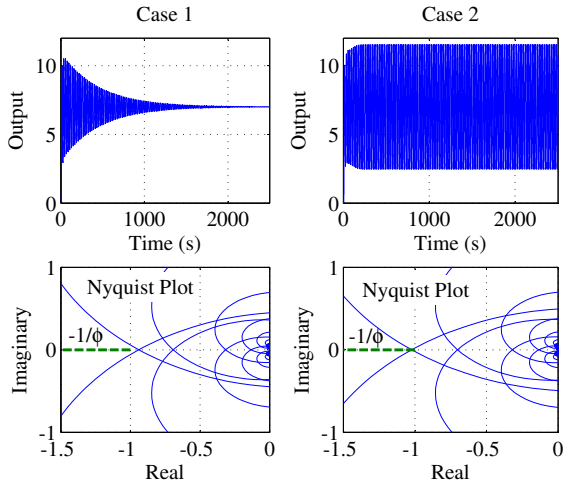 Case 1
Case 2
Output
10
5
0
0
1000
2000
Time (s)
Output
10
5
0
0
1000
2000
Time (s)
Imaginary
1
0
-1
Nyquist Plot
-1/ϕ
-1.5
-1
-0.5
0
Real
Imaginary
1
0
-1
Nyquist Plot
-1/ϕ
-1.5
-1
-0.5
0
Real